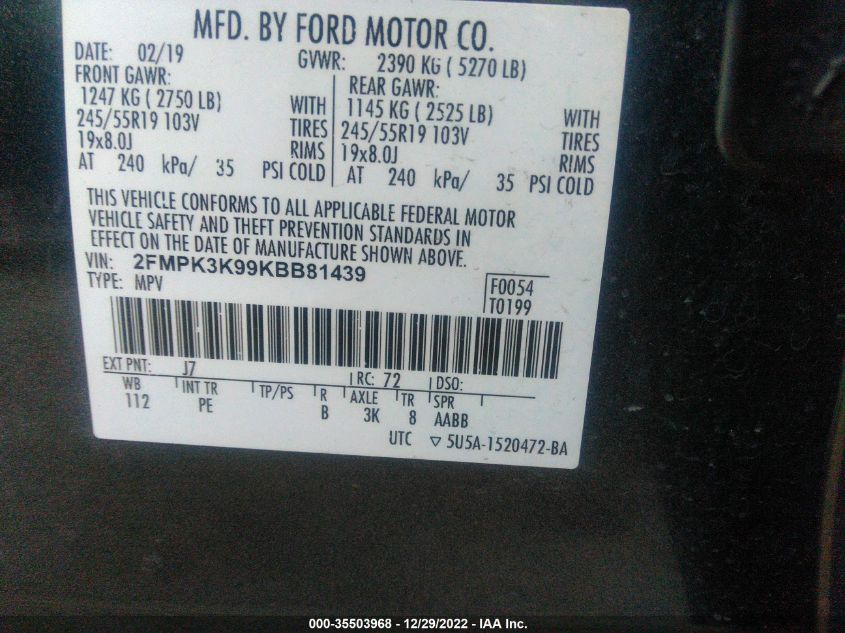 MFD. BY FORD MOTOR CO.
DATE: 02/19 GVWR: 2390 KG ( 5270 LB)
FRONT GAWR: REAR GAWR:
1247 KG ( 2750 LB) WITH 1145 KG ( 2525 LB) WITH
245/55R19 103V TIRES 245/55R19 103V TIRES
19x8.0J RIMS 19x8.0J RIMS
AT 240 kPa/ 35 PSI COLD AT 240 kPa/ 35 PSI COLD
THIS VEHICLE CONFORMS TO ALL APPLICABLE FEDERAL MOTOR
VEHICLE SAFETY AND THEFT PREVENTION STANDARDS IN
EFFECT ON THE DATE OF MANUFACTURE SHOWN ABOVE.
VIN: 2FMPK3K99KBB81439
TYPE: MPV F0054
T0199
EXT PNT: J7 RC: 72 DSO:
WB INT TR TP/PS R AXLE TR SPR
112 PE B 3K 8 AABB
UTC ▽ 5U5A-1520472-BA
000-35503968 - 12/29/2022 - IAA Inc.